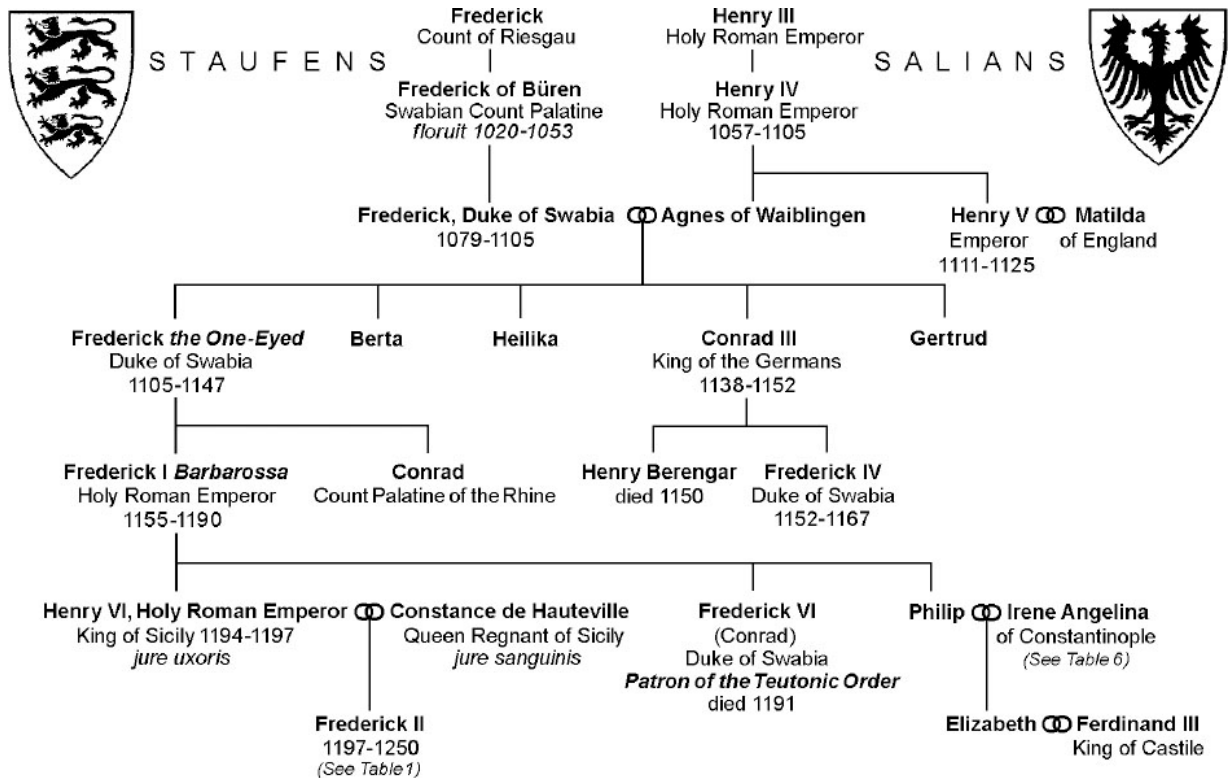 STAUFENS
SALIANS
Frederick
Count of Riesgau
Henry III
Holy Roman Emperor
Frederick of Büren
Swabian Count Palatine
floruit 1020-1053
Henry IV
Holy Roman Emperor
1057-1105
Frederick, Duke of Swabia
1079-1105
Agnes of Waiblingen
Henry V
Emperor
1111-1125
Matilda
of England
Frederick the One-Eyed
Duke of Swabia
1105-1147
Berta
Heilika
Conrad III
King of the Germans
1138-1152
Gertrud
Frederick I Barbarossa
Holy Roman Emperor
1155-1190
Conrad
Count Palatine of the Rhine
Henry Berengar
died 1150
Frederick IV
Duke of Swabia
1152-1167
Henry VI, Holy Roman Emperor
King of Sicily 1194-1197
jure uxoris
Constance de Hauteville
Queen Regnant of Sicily
jure sanguinis
Frederick VI
(Conrad)
Duke of Swabia
Patron of the Teutonic Order
died 1191
Philip
Irene Angelina
of Constantinople
(See Table 6)
Frederick II
1197-1250
(See Table 1)
Elizabeth
Ferdinand III
King of Castile